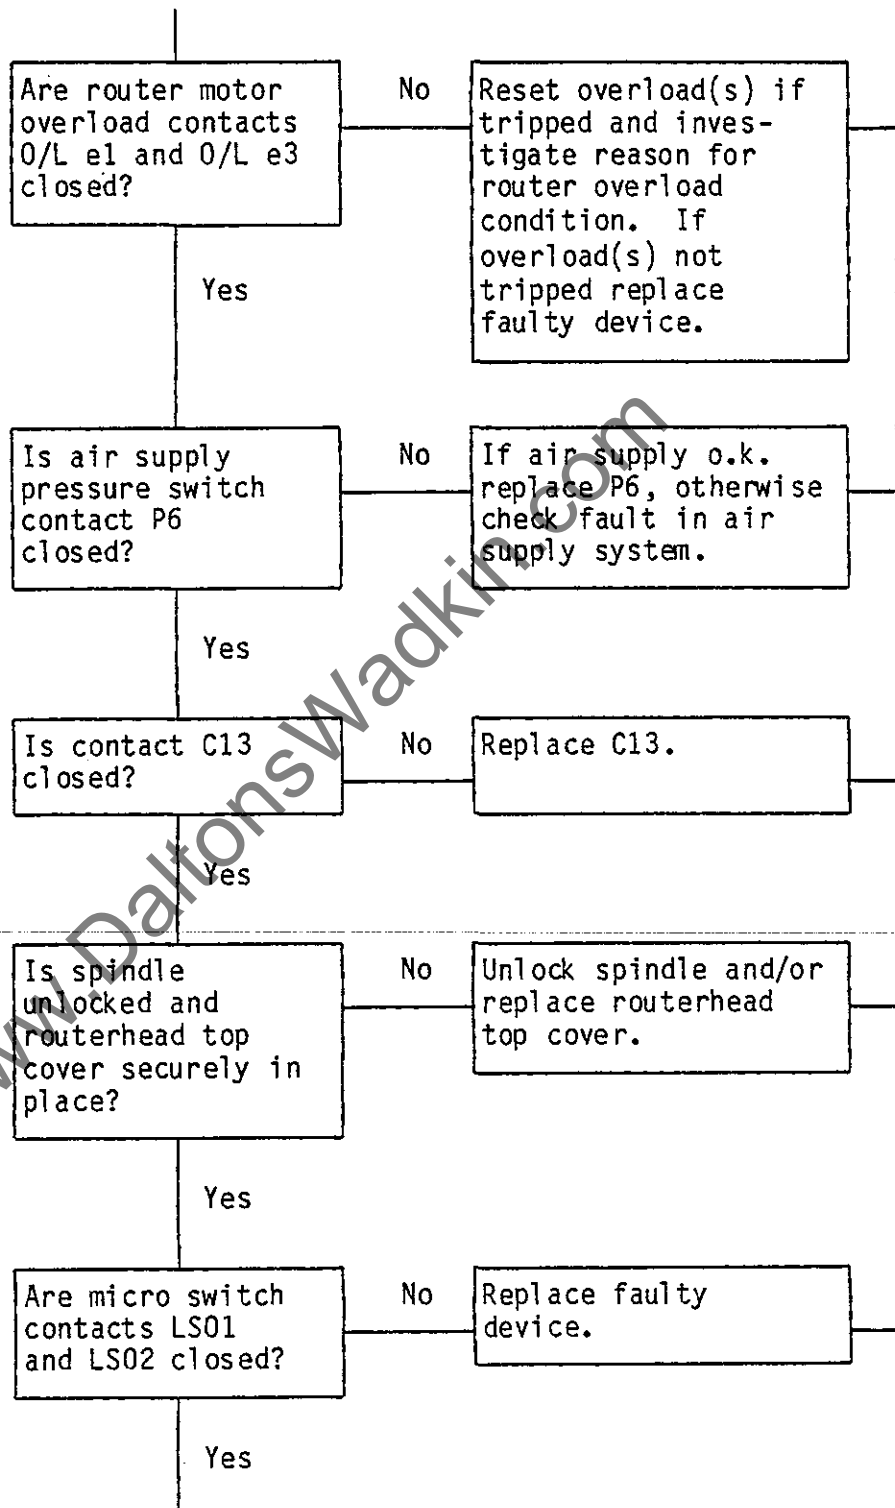 Are router motor
overload contacts
O/L e1 and O/L e3
closed?
No
Reset overload(s) if
tripped and inves-
tigate reason for
router overload
condition. If
overload(s) not
tripped replace
faulty device.
Yes
Is air supply
pressure switch
contact P6
closed?
No
If air supply o.k.
replace P6, otherwise
check fault in air
supply system.
Yes
Is contact C13
closed?
No
Replace C13.
Yes
Is spindle
unlocked and
routerhead top
cover securely in
place?
No
Unlock spindle and/or
replace routerhead
top cover.
Yes
Are micro switch
contacts LS01
and LS02 closed?
No
Replace faulty
device.
Yes
www.DaltonsWadkin.com